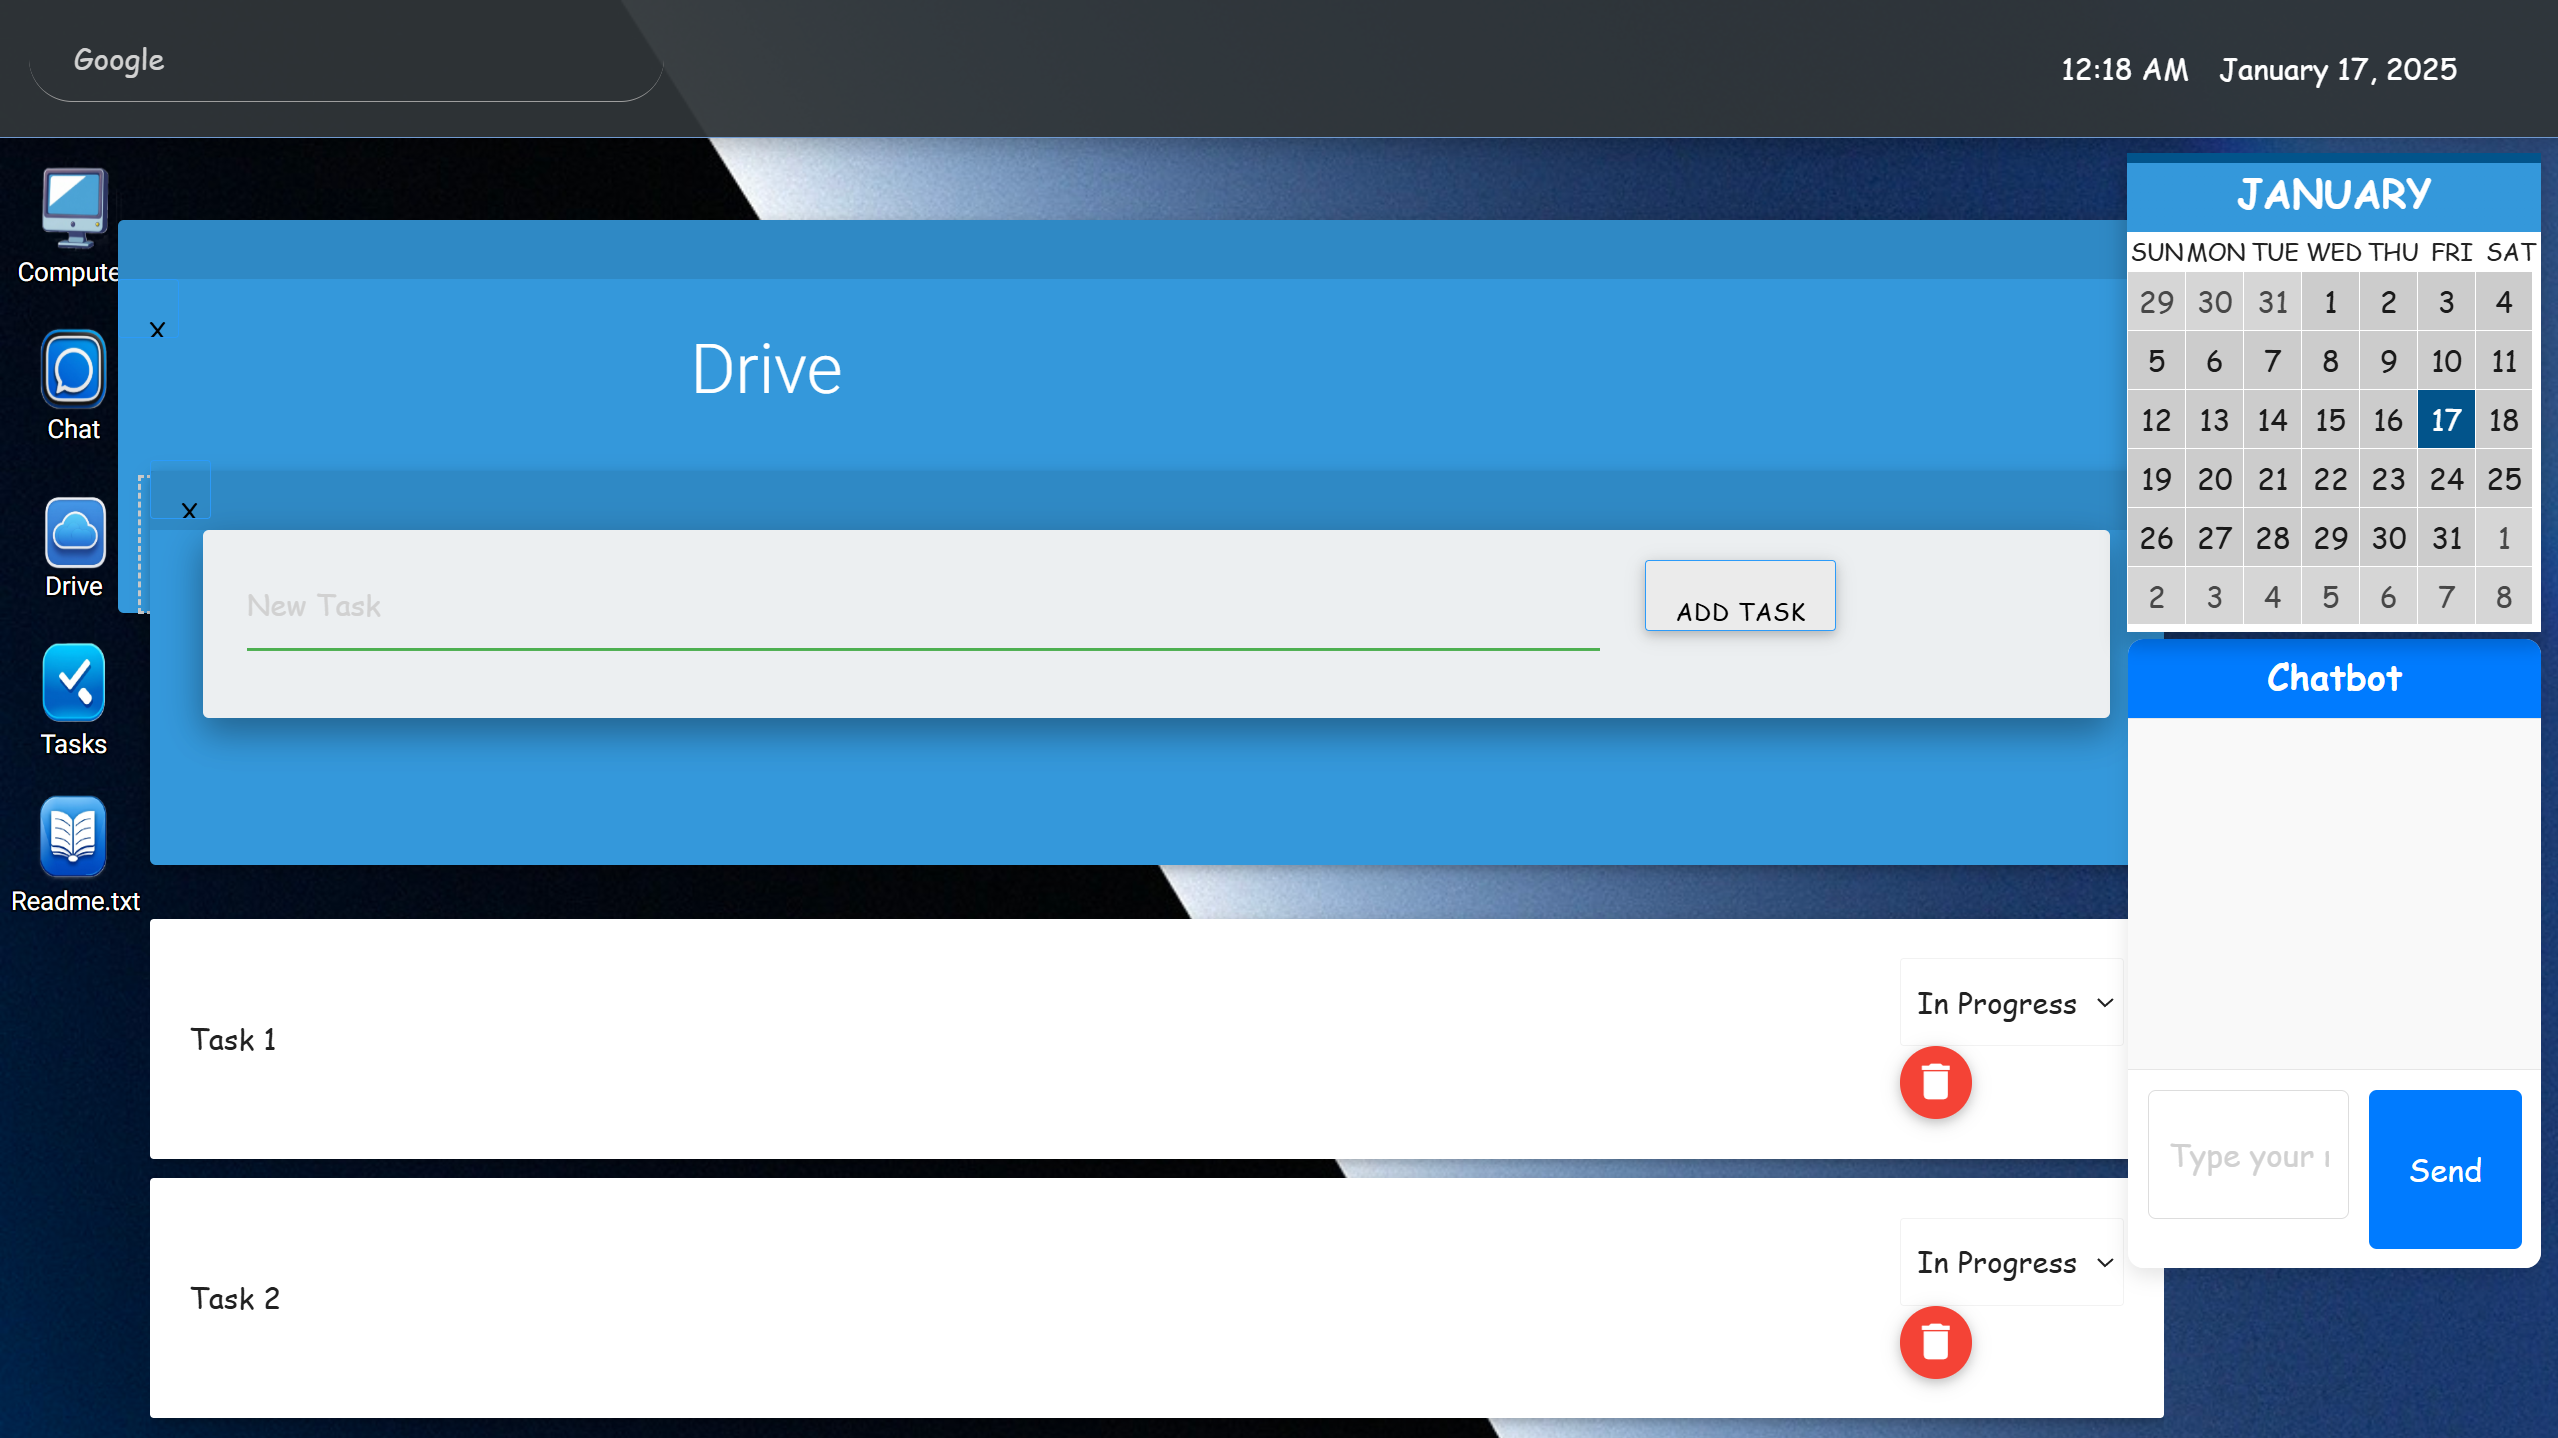 Google
12:18 AM January 17, 2025
Compute
Chat
Drive
Tasks
Readme.txt
x
Drive
x
New Task
ADD TASK
Task 1
In Progress
Task 2
In Progress
JANUARY
SUN MON TUE WED THU FRI SAT
29 30 31 1 2 3 4
5 6 7 8 9 10 11
12 13 14 15 16 17 18
19 20 21 22 23 24 25
26 27 28 29 30 31 1
2 3 4 5 6 7 8
Chatbot
Type your
Send